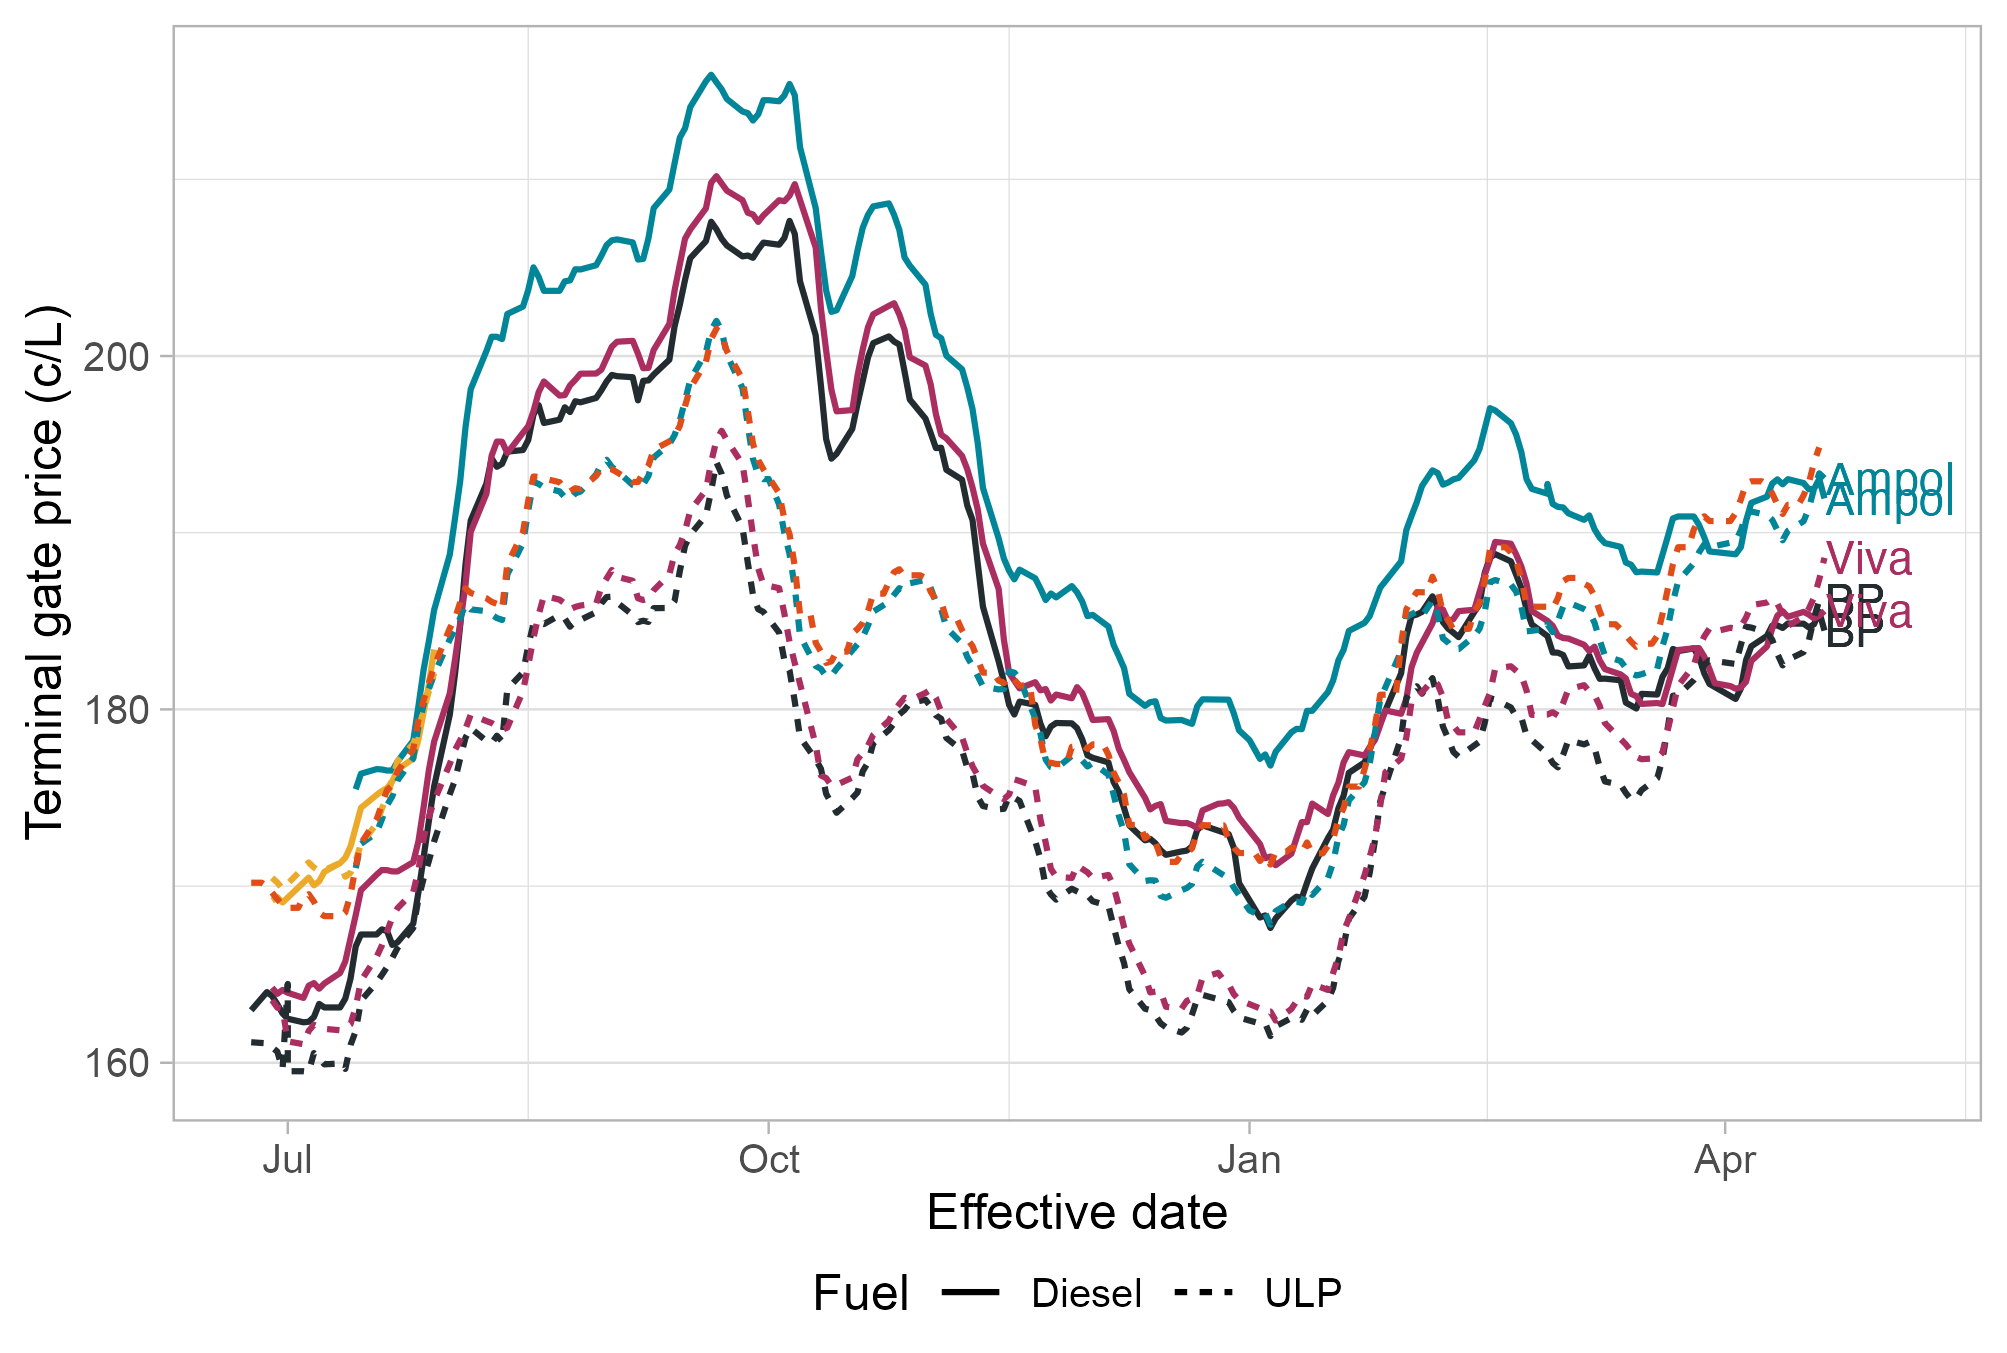 Terminal gate price (c/L)
200
180
160
Ampol
Ampol
Viva
BP
Viva
BP
Jul
Oct
Jan
Apr
Effective date
Fuel Diesel ULP